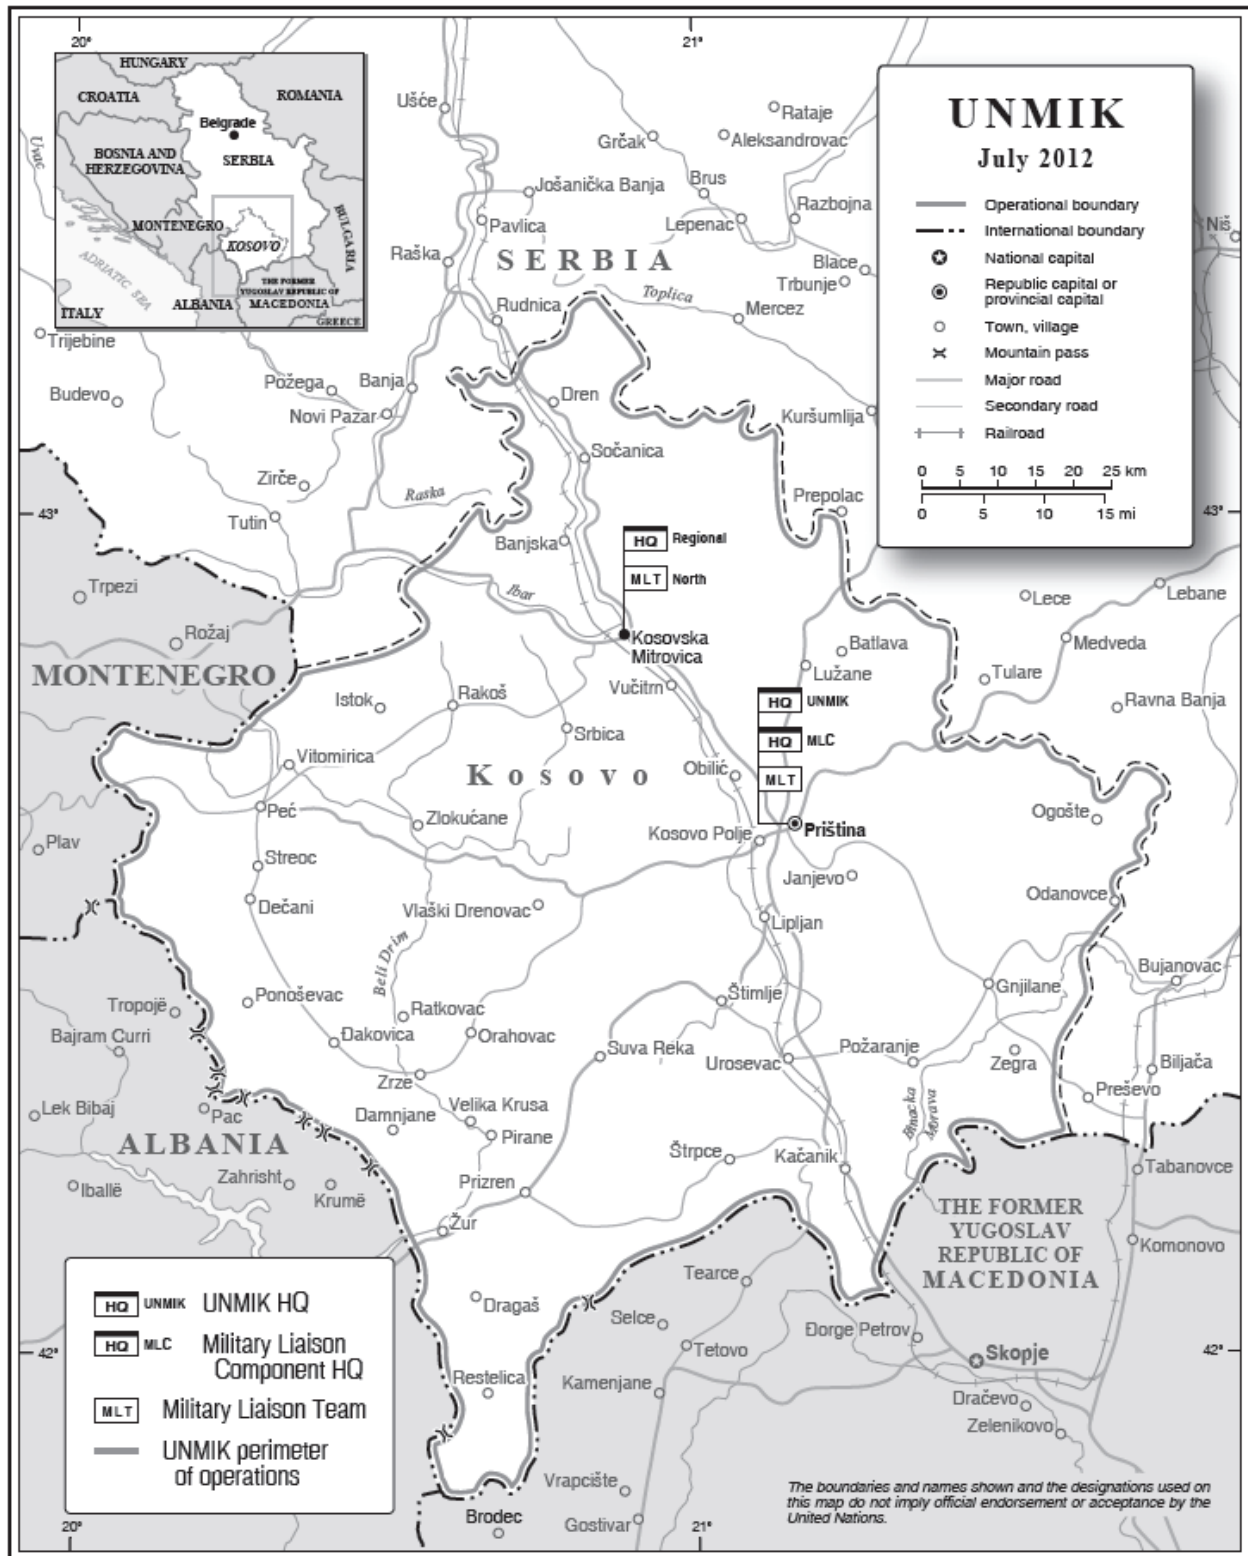 20°
21°
HUNGARY
CROATIA
ROMANIA
Belgrade
BOSNIA AND
HERZEGOVINA
SERBIA
MONTENEGRO
KOSOVO
BULGARIA
ADRIATIC SEA
THE FORMER
YUGOSLAV REPUBLIC OF
MACEDONIA
ALBANIA
ITALY
GREECE
UNMIK
July 2012
Operational boundary
International boundary
National capital
Republic capital or
provincial capital
Town, village
Mountain pass
Major road
Secondary road
Railroad
0 5 10 15 20 25 km
0 5 10 15 mi
Uvac
Ušće
Rataje
Grčak
Aleksandrovac
Jošanička Banja
Brus
Pavlica
Lepenac
Razbojna
Niš
Raška
SERBIA
Blace
Trbunje
Toplica
Rudnica
Mercez
Trijebine
Požega
Banja
Budevo
Novi Pazar
Dren
Kuršumlija
Sočanica
Zirče
Raska
Prepolac
43°
43°
Tutin
Banjska
HQ Regional
MLT North
Trpezi
Ibar
Lece
Lebane
Rožaj
Kosovska
Mitrovica
Batlava
Medveda
MONTENEGRO
Lužane
Tulare
Vučitrn
Istok
Rakoš
HQ UNMIK
Ravna Banja
Srbica
HQ MLC
Vitomirica
Kosovo
Obilić
MLT
Peć
Zlokućane
Ogošte
Kosovo Polje
Priština
Plav
Streoc
Janjevo
Dečani
Vlaški Drenovac
Odanovce
Lipljan
Beli Drim
Bujanovac
Tropojë
Ponoševac
Štimlje
Gnjilane
Ratkovac
Bajram Curri
Đakovica
Orahovac
Suva Reka
Urosevac
Požaranje
Zegra
Biljača
Zrze
Preševo
Lek Bibaj
Pac
Damnjane
Velika Krusa
Binacka
Morava
ALBANIA
Pirane
Štrpce
Kačanik
Tabanovce
Iballë
Zahrisht
Krumë
Prizren
THE FORMER
YUGOSLAV
REPUBLIC OF
MACEDONIA
Žur
Komonovo
Tearce
Dragaš
Selce
Đorge Petrov
42°
Tetovo
Skopje
42°
Restelica
Kamenjane
Dračevo
Zelenikovo
HQ UNMIK UNMIK HQ
HQ MLC Military Liaison
Component HQ
MLT Military Liaison Team
UNMIK perimeter
of operations
Vrapcište
Brodec
Gostivar
The boundaries and names shown and the designations used on
this map do not imply official endorsement or acceptance by the
United Nations.
20°
21°